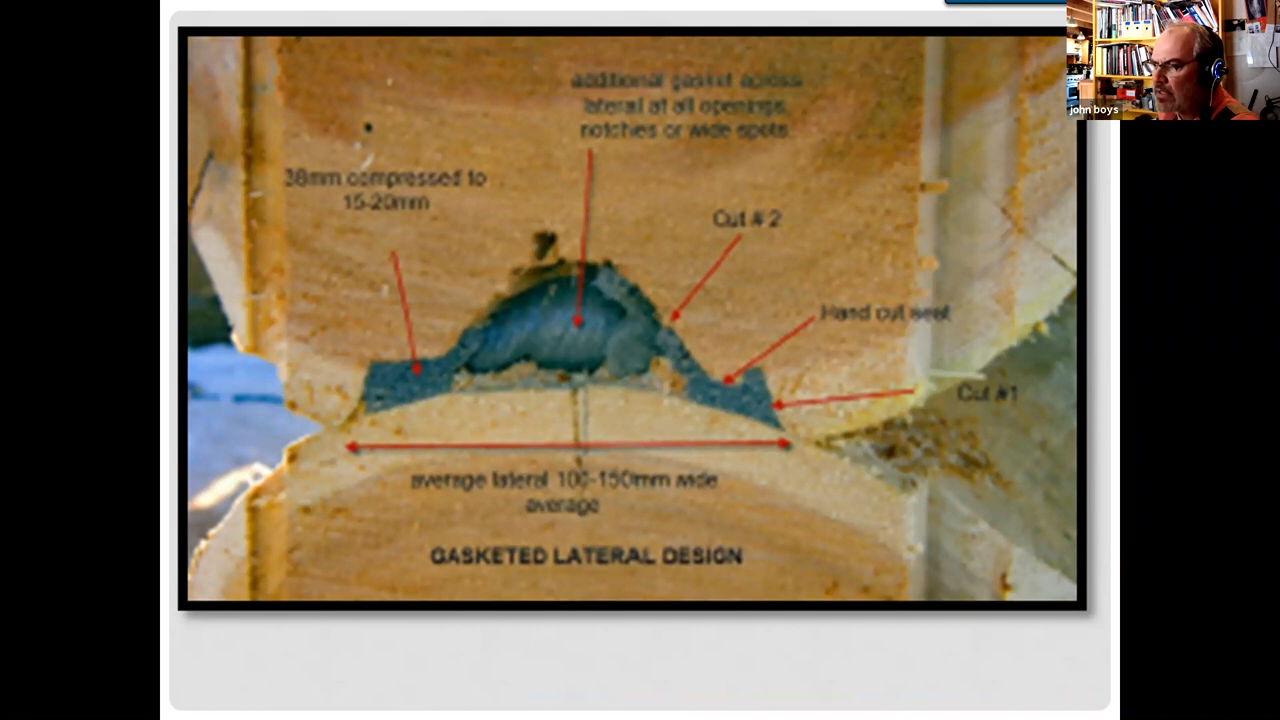 additional gasket across
lateral at all openings,
notches or wide spots.
38mm compressed to
15-20mm
Cut # 2
Hand cut seat
Cut #1
average lateral 100-150mm wide
average
GASKETED LATERAL DESIGN
john boys